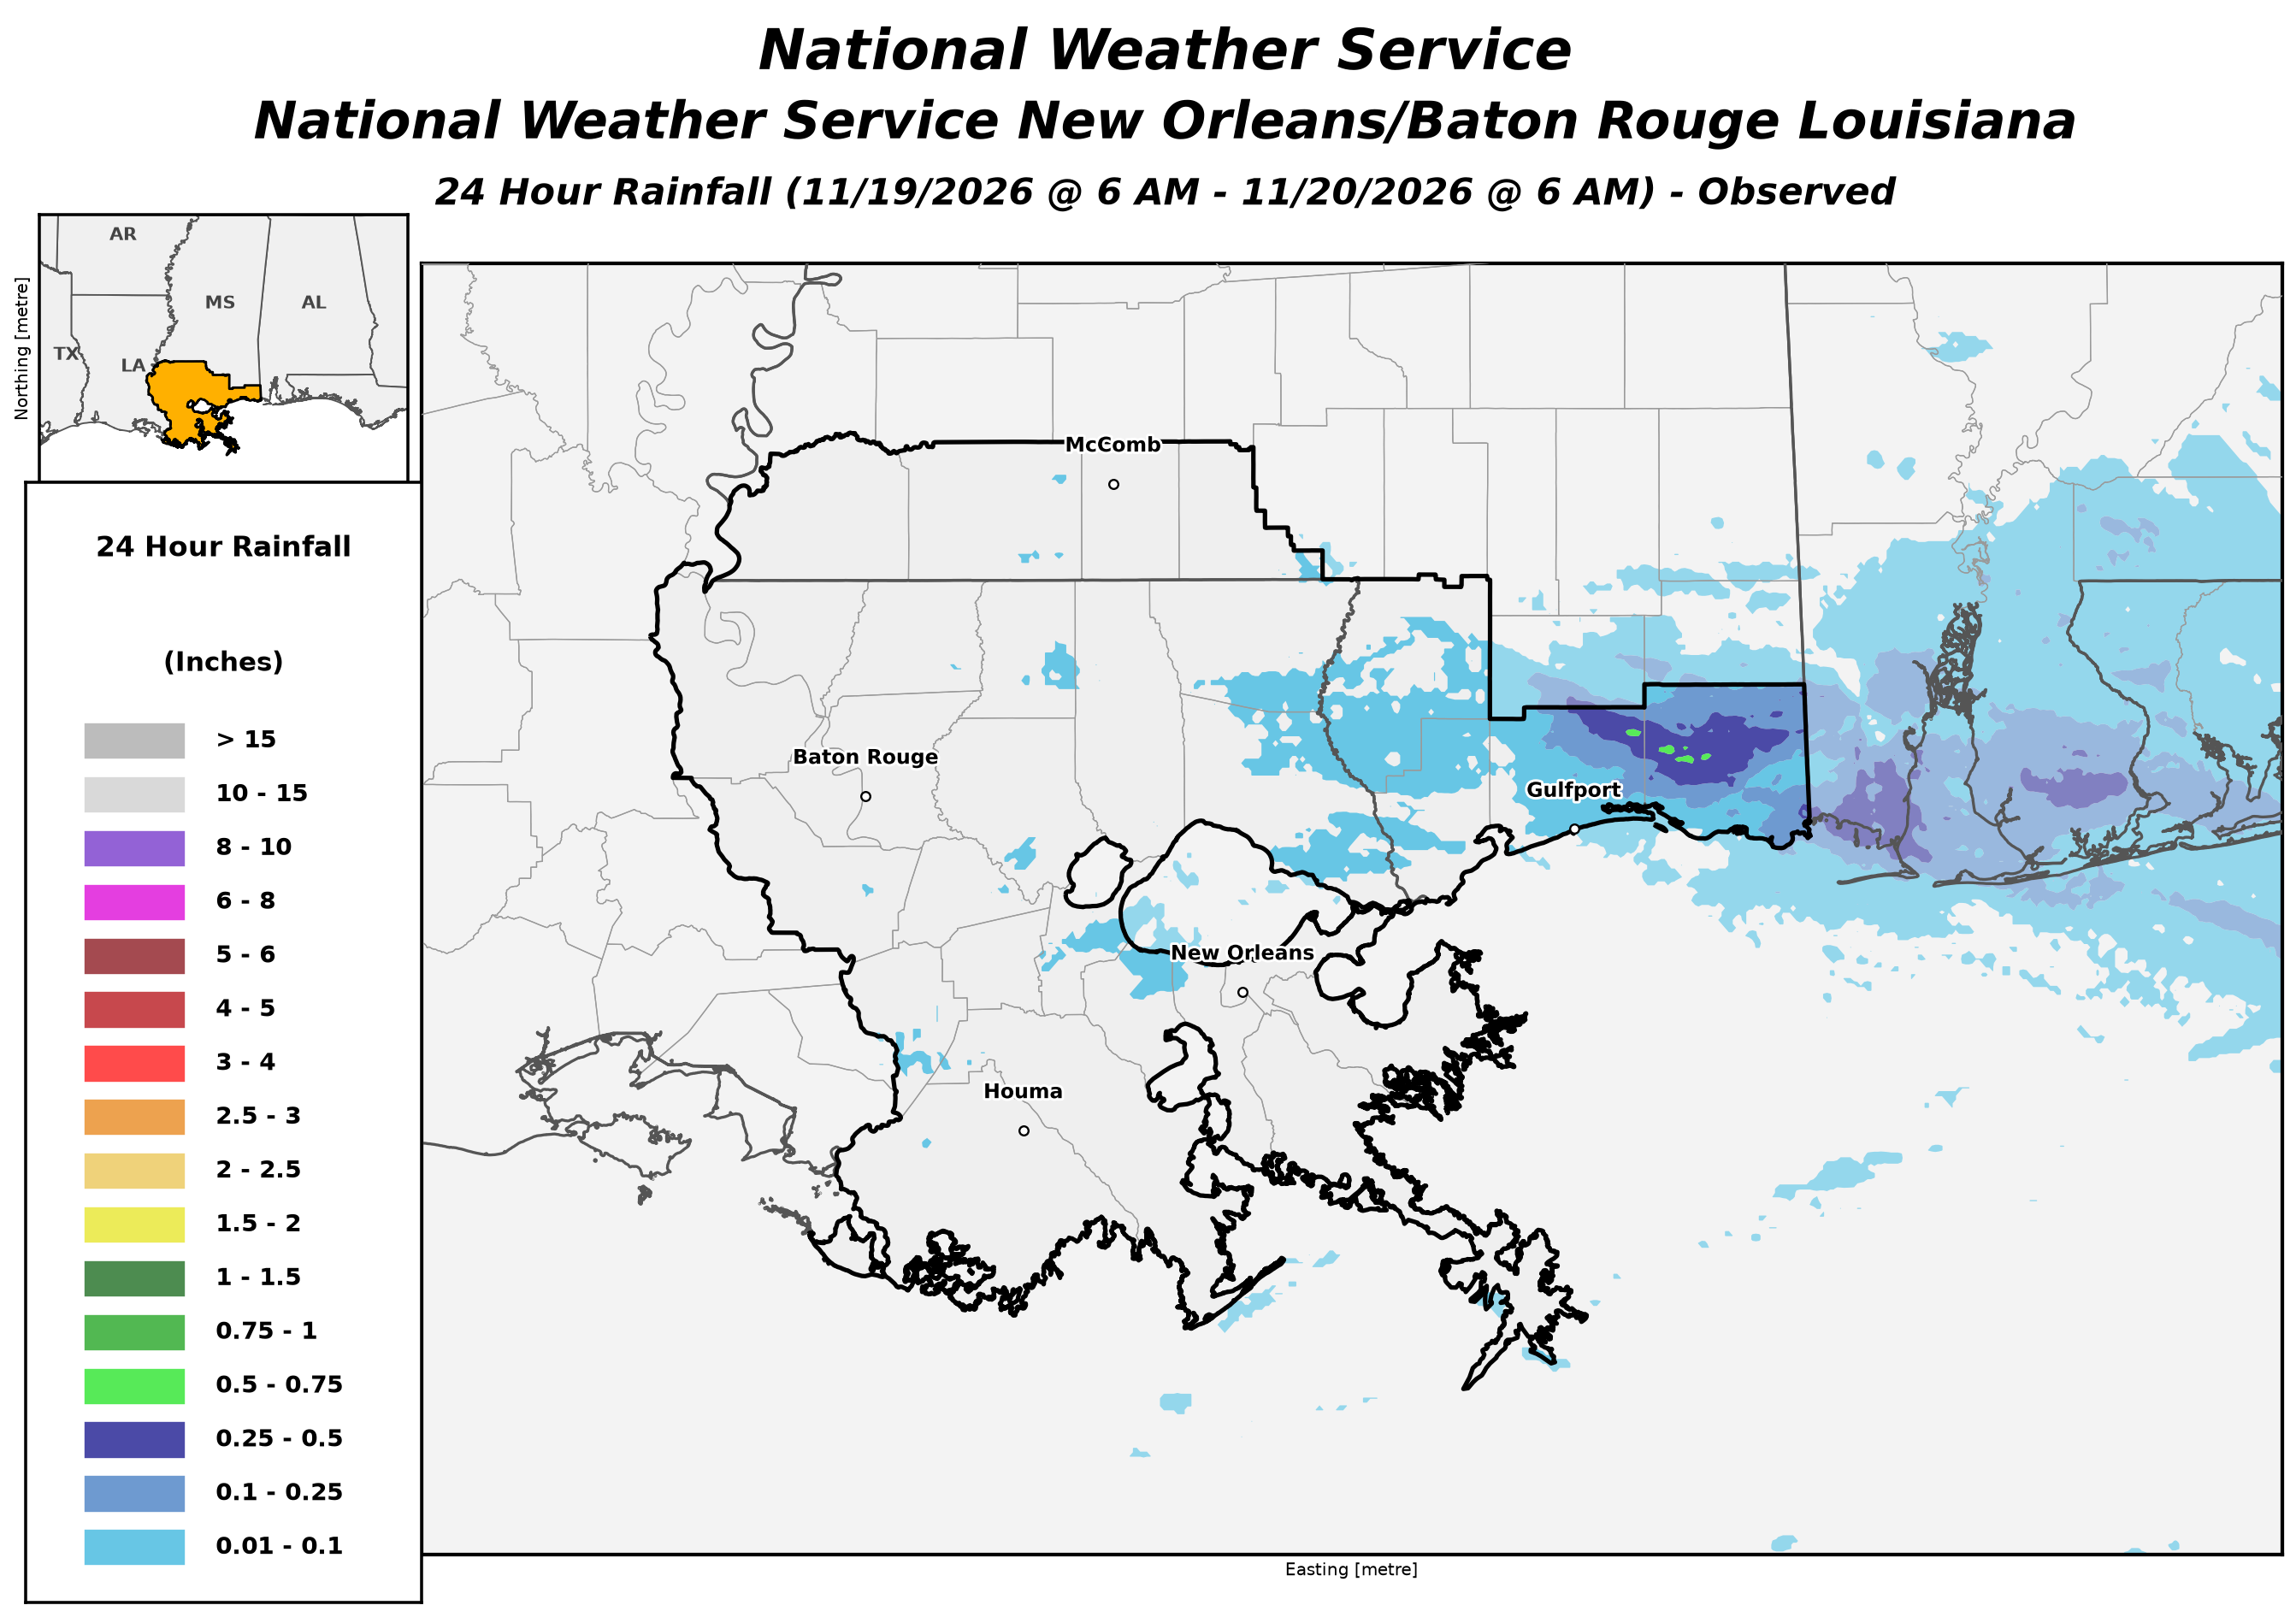 National Weather Service
National Weather Service New Orleans/Baton Rouge Louisiana
24 Hour Rainfall (11/19/2026 @ 6 AM - 11/20/2026 @ 6 AM) - Observed
Northing [metre]
AR
MS
AL
TX
LA
24 Hour Rainfall
(Inches)
> 15
10 - 15
8 - 10
6 - 8
5 - 6
4 - 5
3 - 4
2.5 - 3
2 - 2.5
1.5 - 2
1 - 1.5
0.75 - 1
0.5 - 0.75
0.25 - 0.5
0.1 - 0.25
0.01 - 0.1
McComb
Baton Rouge
Gulfport
New Orleans
Houma
Easting [metre]